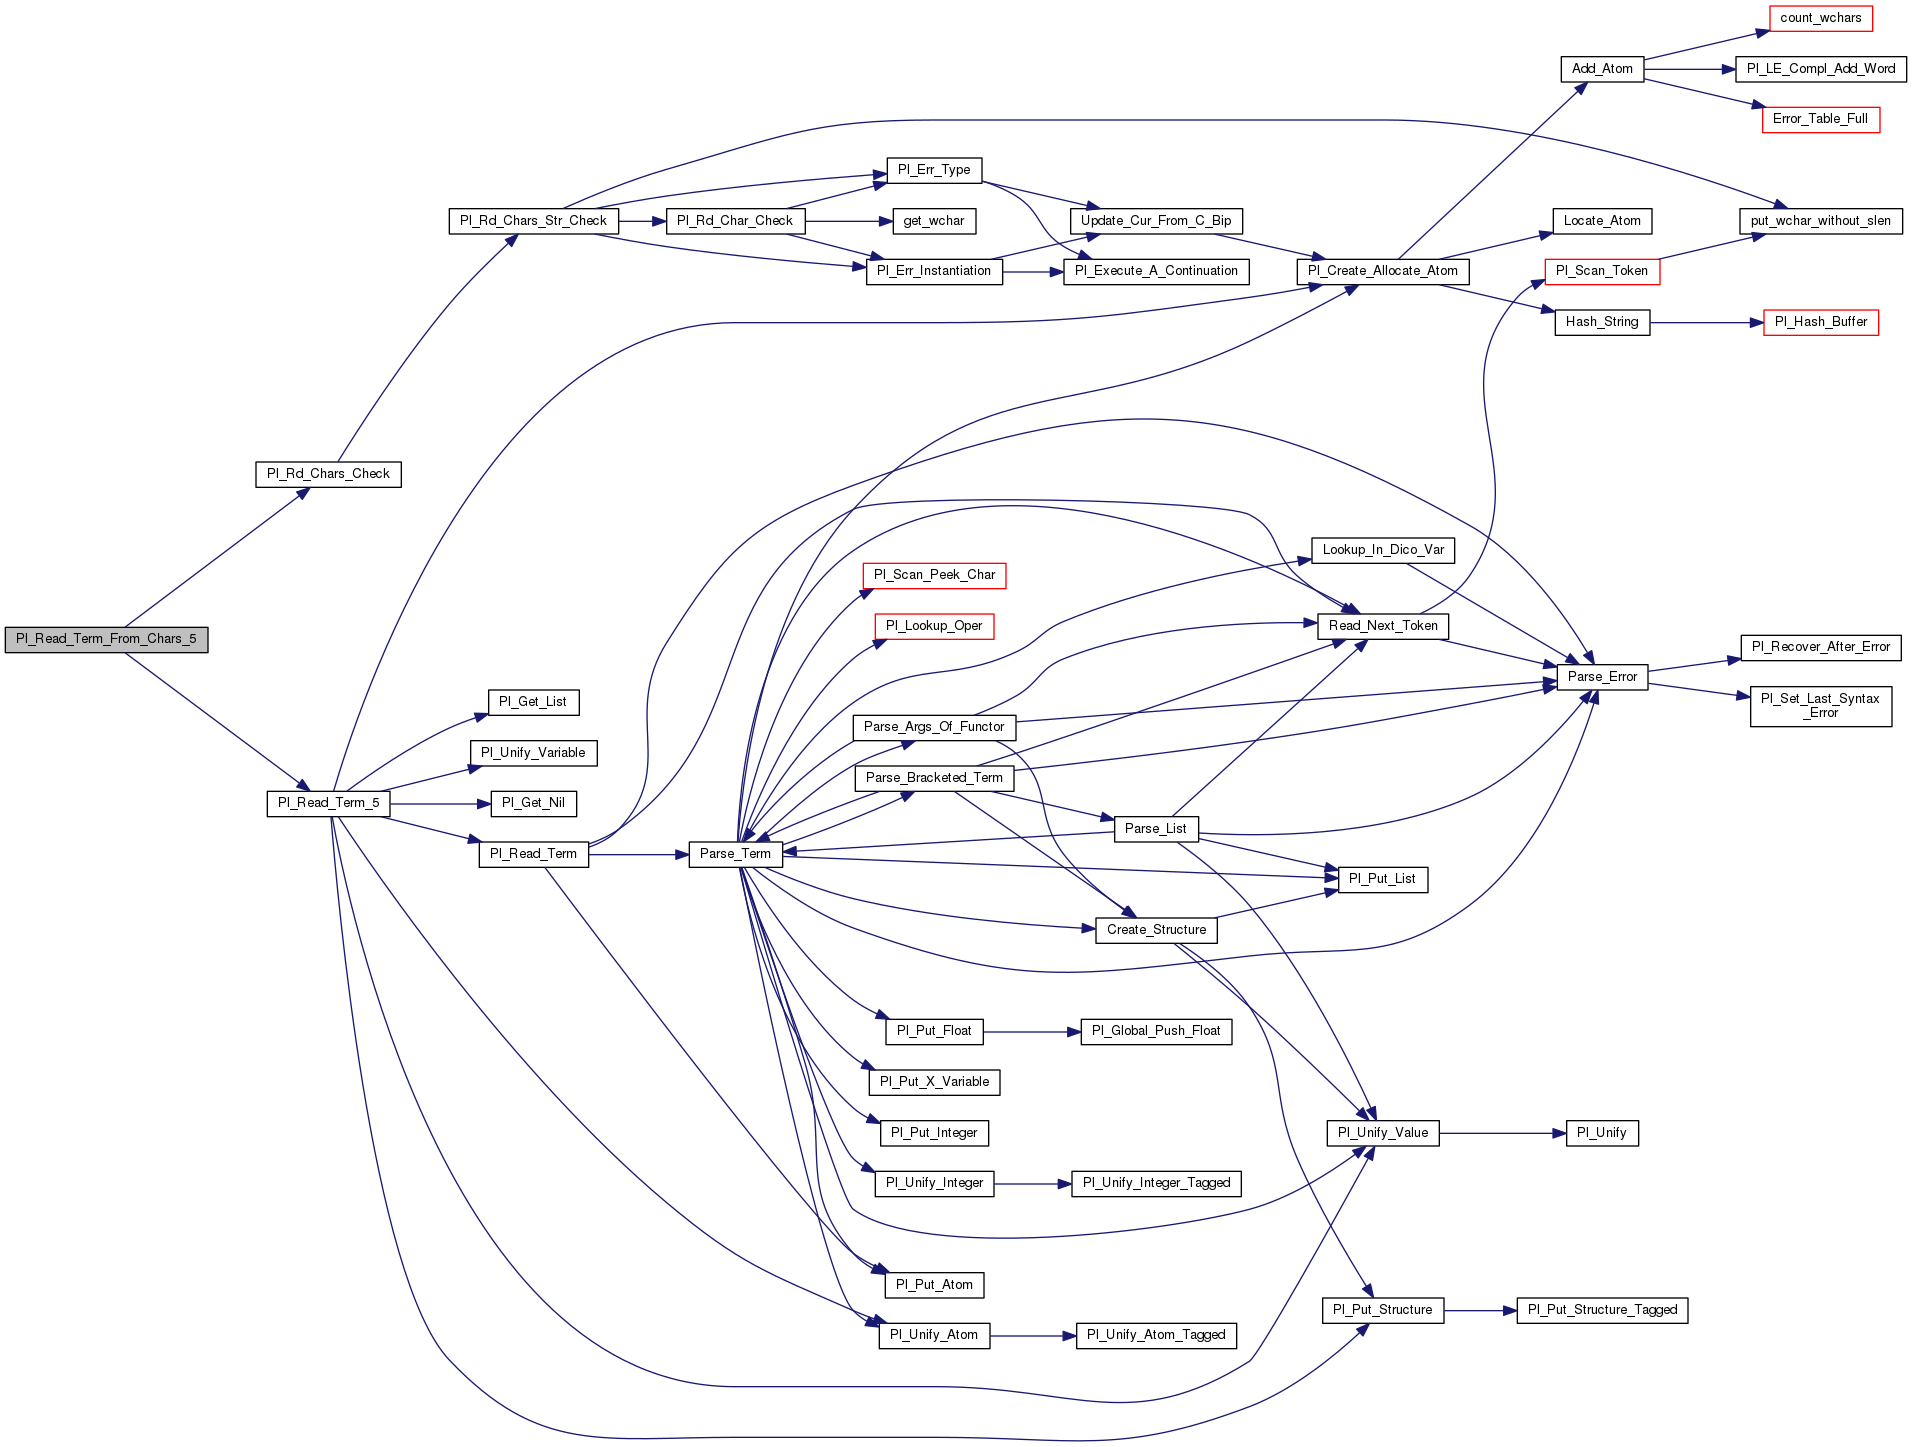 count_wchars
Add_Atom
Pl_LE_Compl_Add_Word
Error_Table_Full
Pl_Err_Type
Pl_Rd_Chars_Str_Check
Pl_Rd_Char_Check
get_wchar
Update_Cur_From_C_Bip
Locate_Atom
put_wchar_without_slen
Pl_Err_Instantiation
Pl_Execute_A_Continuation
Pl_Create_Allocate_Atom
Pl_Scan_Token
Hash_String
Pl_Hash_Buffer
Pl_Rd_Chars_Check
Lookup_In_Dico_Var
Pl_Scan_Peek_Char
Pl_Lookup_Oper
Read_Next_Token
Pl_Read_Term_From_Chars_5
Pl_Recover_After_Error
Parse_Error
Pl_Get_List
Pl_Set_Last_Syntax
_Error
Parse_Args_Of_Functor
Pl_Unify_Variable
Parse_Bracketed_Term
Pl_Read_Term_5
Pl_Get_Nil
Parse_List
Pl_Read_Term
Parse_Term
Pl_Put_List
Create_Structure
Pl_Put_Float
Pl_Global_Push_Float
Pl_Put_X_Variable
Pl_Put_Integer
Pl_Unify_Value
Pl_Unify
Pl_Unify_Integer
Pl_Unify_Integer_Tagged
Pl_Put_Atom
Pl_Put_Structure
Pl_Put_Structure_Tagged
Pl_Unify_Atom
Pl_Unify_Atom_Tagged